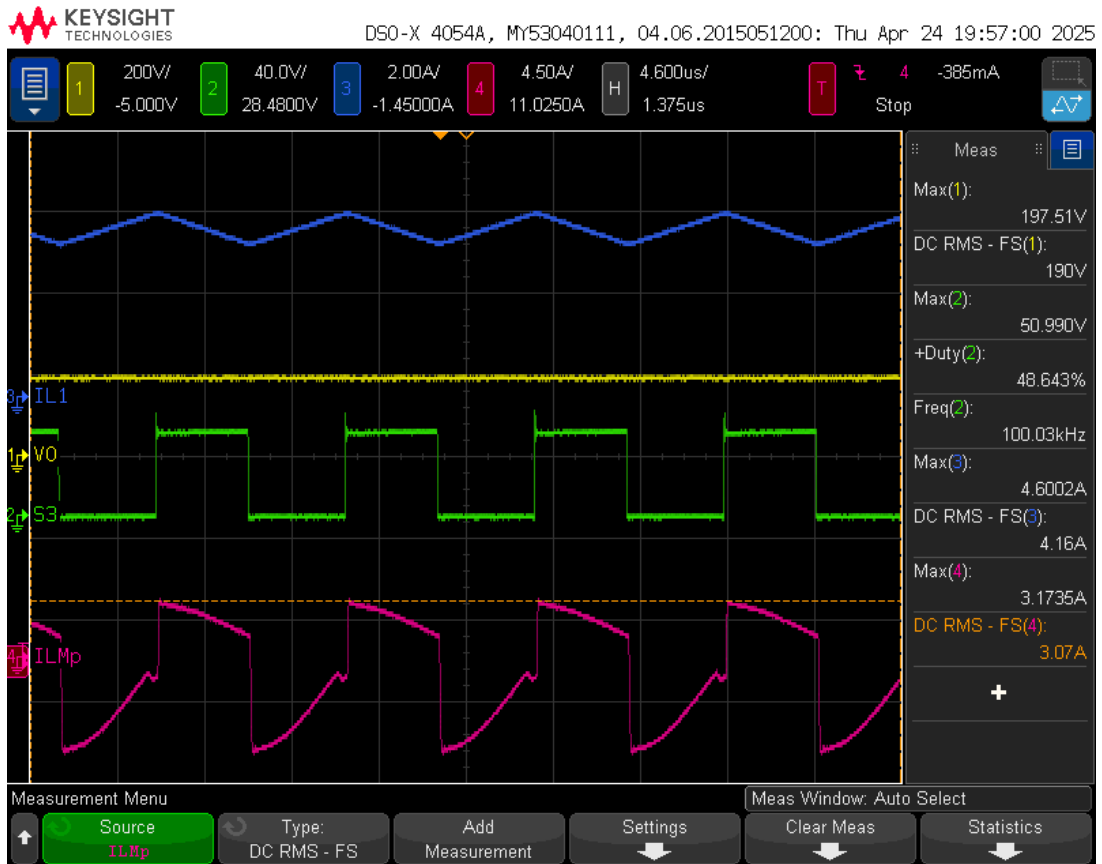 KEYSIGHT
TECHNOLOGIES
DSO-X 4054A, MY53040111, 04.06.2015051200: Thu Apr 24 19:57:00 2025
1 200V/ 2 40.0V/ 3 2.00A/ 4 4.50A/ H 4.600us/ T 4 -385mA
-5.000V 28.4800V -1.45000A 11.0250A 1.375us Stop
Meas
Max(1):
197.51V
DC RMS - FS(1):
190V
Max(2):
50.990V
+Duty(2):
48.643%
Freq(2):
100.03kHz
Max(3):
4.6002A
DC RMS - FS(3):
4.16A
Max(4):
3.1735A
DC RMS - FS(4):
3.07A
+
3 IL1
1 V0
2 S3
4 ILMp
Measurement Menu
Meas Window: Auto Select
Source
ILMp
Type:
DC RMS - FS
Add
Measurement
Settings
Clear Meas
Statistics